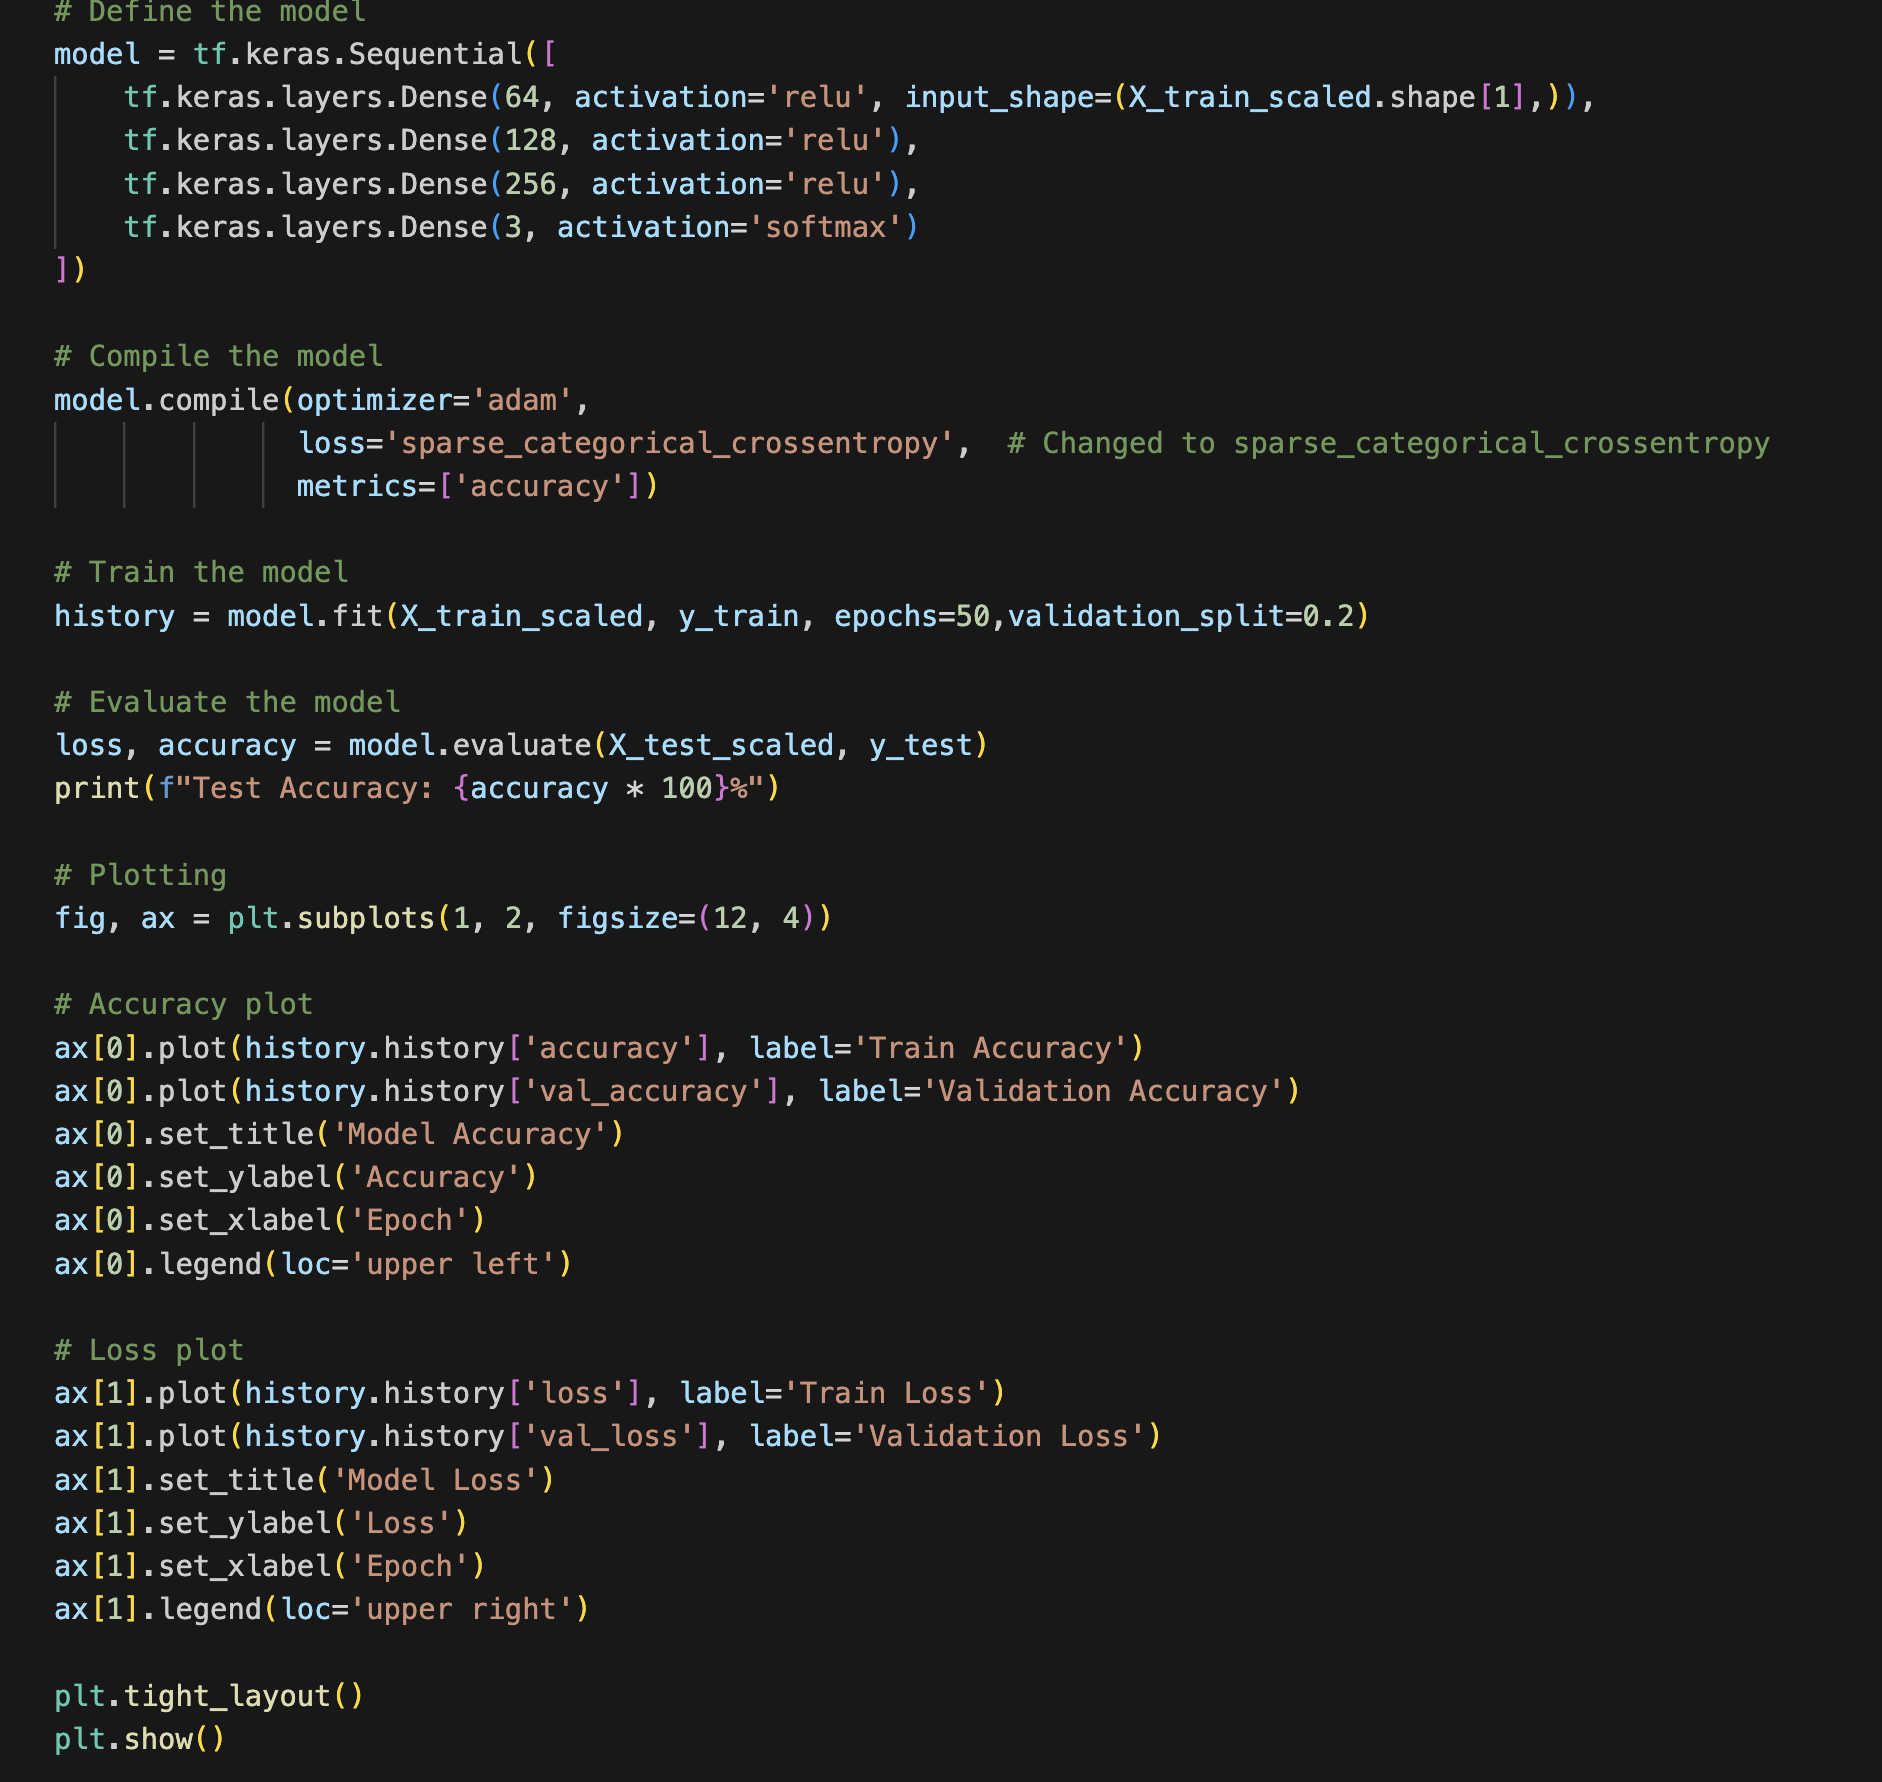 # Define the model
model = tf.keras.Sequential([
    tf.keras.layers.Dense(64, activation='relu', input_shape=(X_train_scaled.shape[1],)),
    tf.keras.layers.Dense(128, activation='relu'),
    tf.keras.layers.Dense(256, activation='relu'),
    tf.keras.layers.Dense(3, activation='softmax')
])

# Compile the model
model.compile(optimizer='adam',
              loss='sparse_categorical_crossentropy',  # Changed to sparse_categorical_crossentropy
              metrics=['accuracy'])

# Train the model
history = model.fit(X_train_scaled, y_train, epochs=50,validation_split=0.2)

# Evaluate the model
loss, accuracy = model.evaluate(X_test_scaled, y_test)
print(f"Test Accuracy: {accuracy * 100}%")

# Plotting
fig, ax = plt.subplots(1, 2, figsize=(12, 4))

# Accuracy plot
ax[0].plot(history.history['accuracy'], label='Train Accuracy')
ax[0].plot(history.history['val_accuracy'], label='Validation Accuracy')
ax[0].set_title('Model Accuracy')
ax[0].set_ylabel('Accuracy')
ax[0].set_xlabel('Epoch')
ax[0].legend(loc='upper left')

# Loss plot
ax[1].plot(history.history['loss'], label='Train Loss')
ax[1].plot(history.history['val_loss'], label='Validation Loss')
ax[1].set_title('Model Loss')
ax[1].set_ylabel('Loss')
ax[1].set_xlabel('Epoch')
ax[1].legend(loc='upper right')

plt.tight_layout()
plt.show()